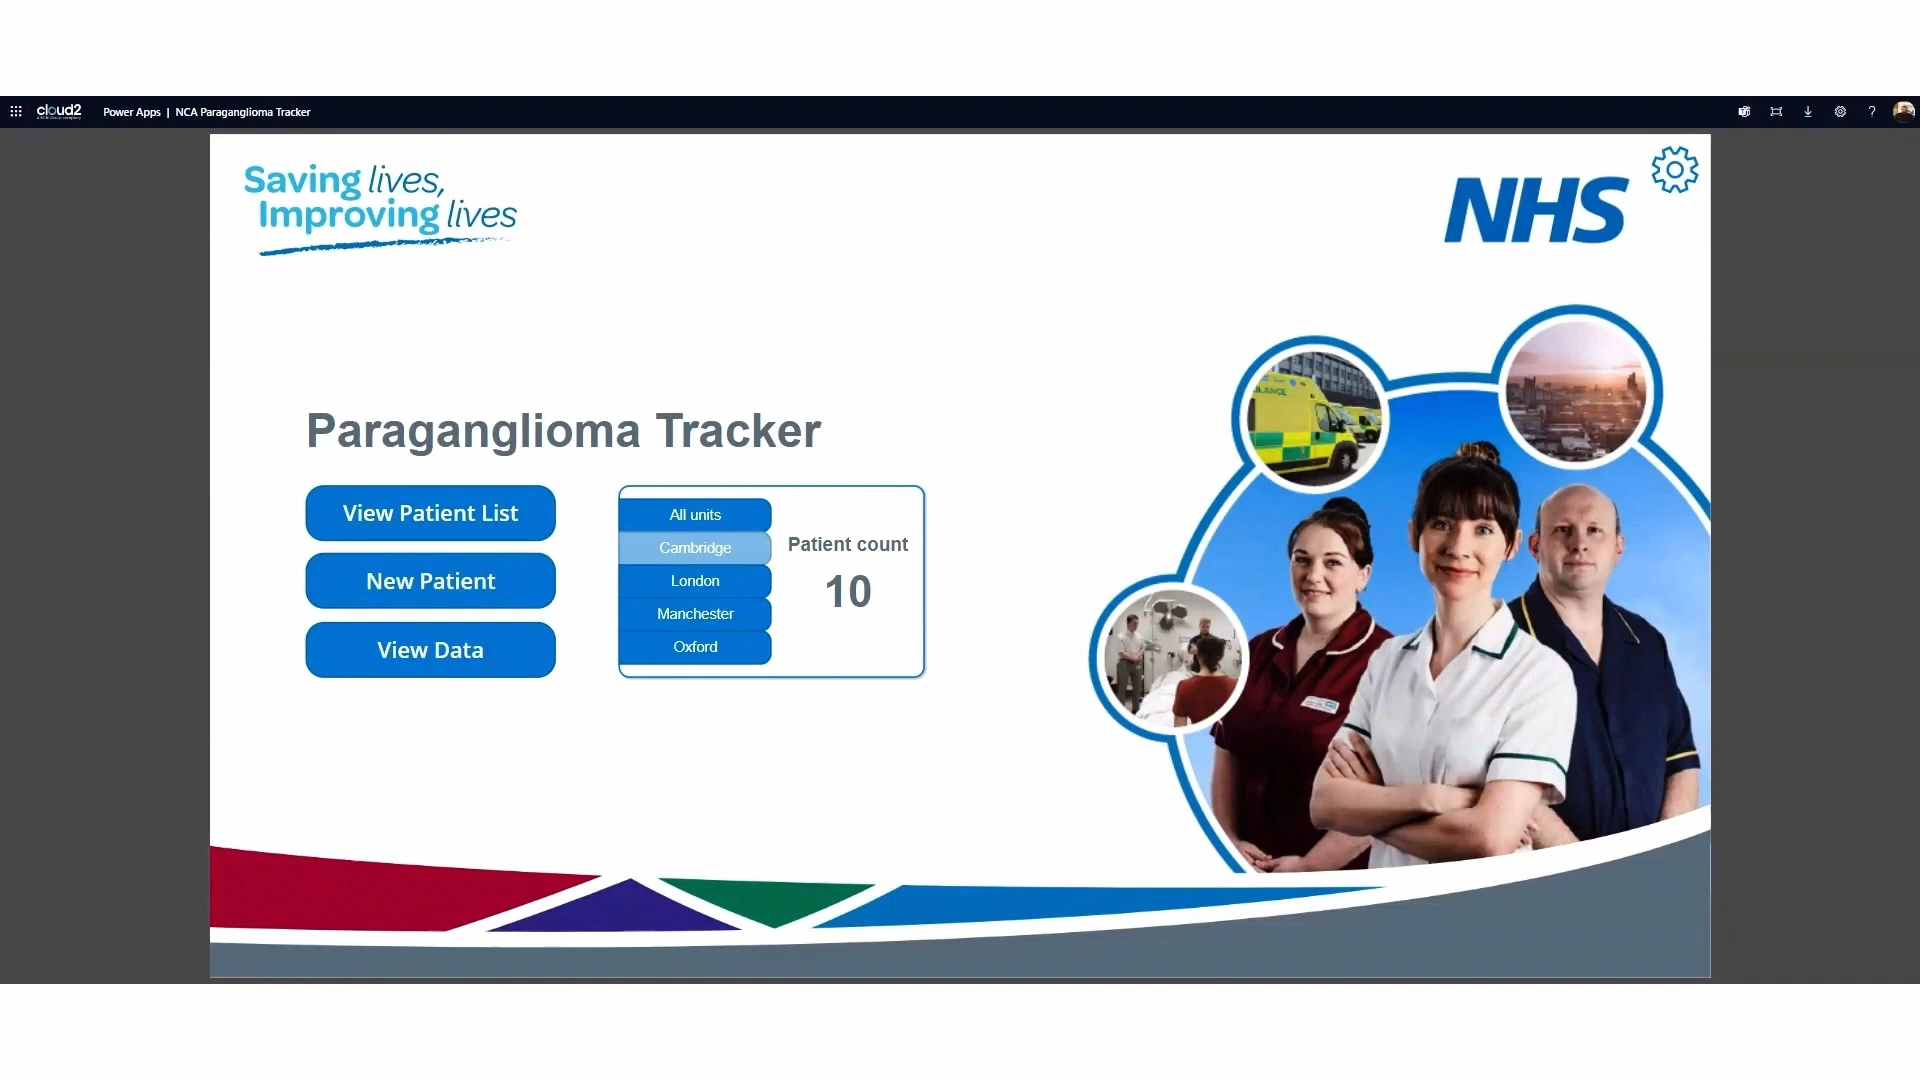 cloud2
Power Apps | NCA Paraganglioma Tracker
?
Saving lives,
Improving lives
NHS
Paraganglioma Tracker
View Patient List
New Patient
View Data
All units
Cambridge
London
Manchester
Oxford
Patient count
10